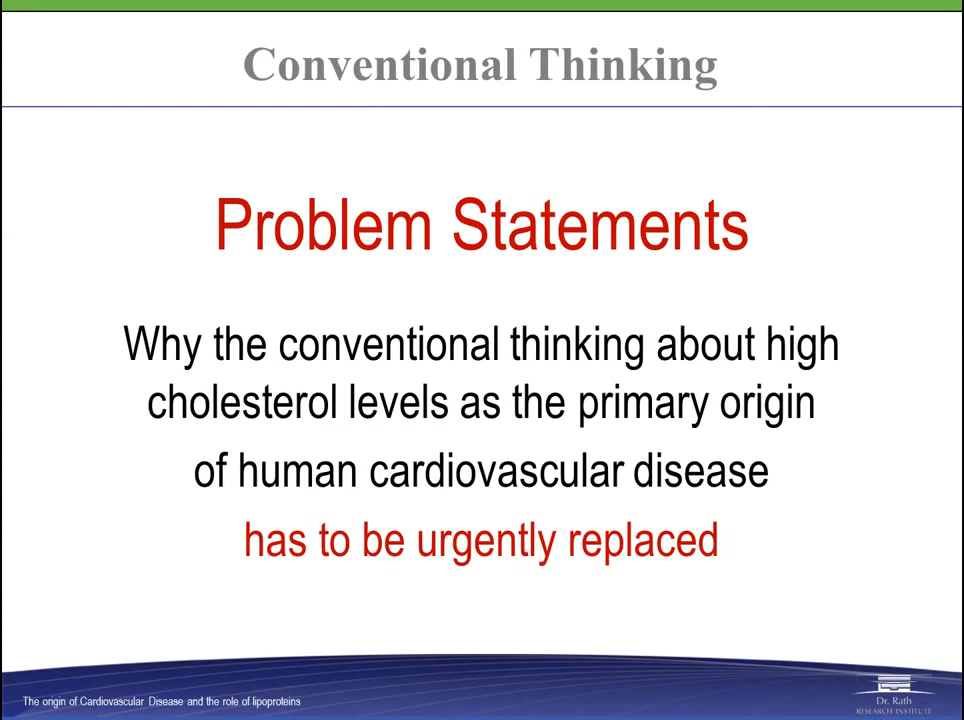 Conventional Thinking
Problem Statements
Why the conventional thinking about high
cholesterol levels as the primary origin
of human cardiovascular disease
has to be urgently replaced
The origin of Cardiovascular Disease and the role of lipoproteins
Dr. Rath
RESEARCH INSTITUTE